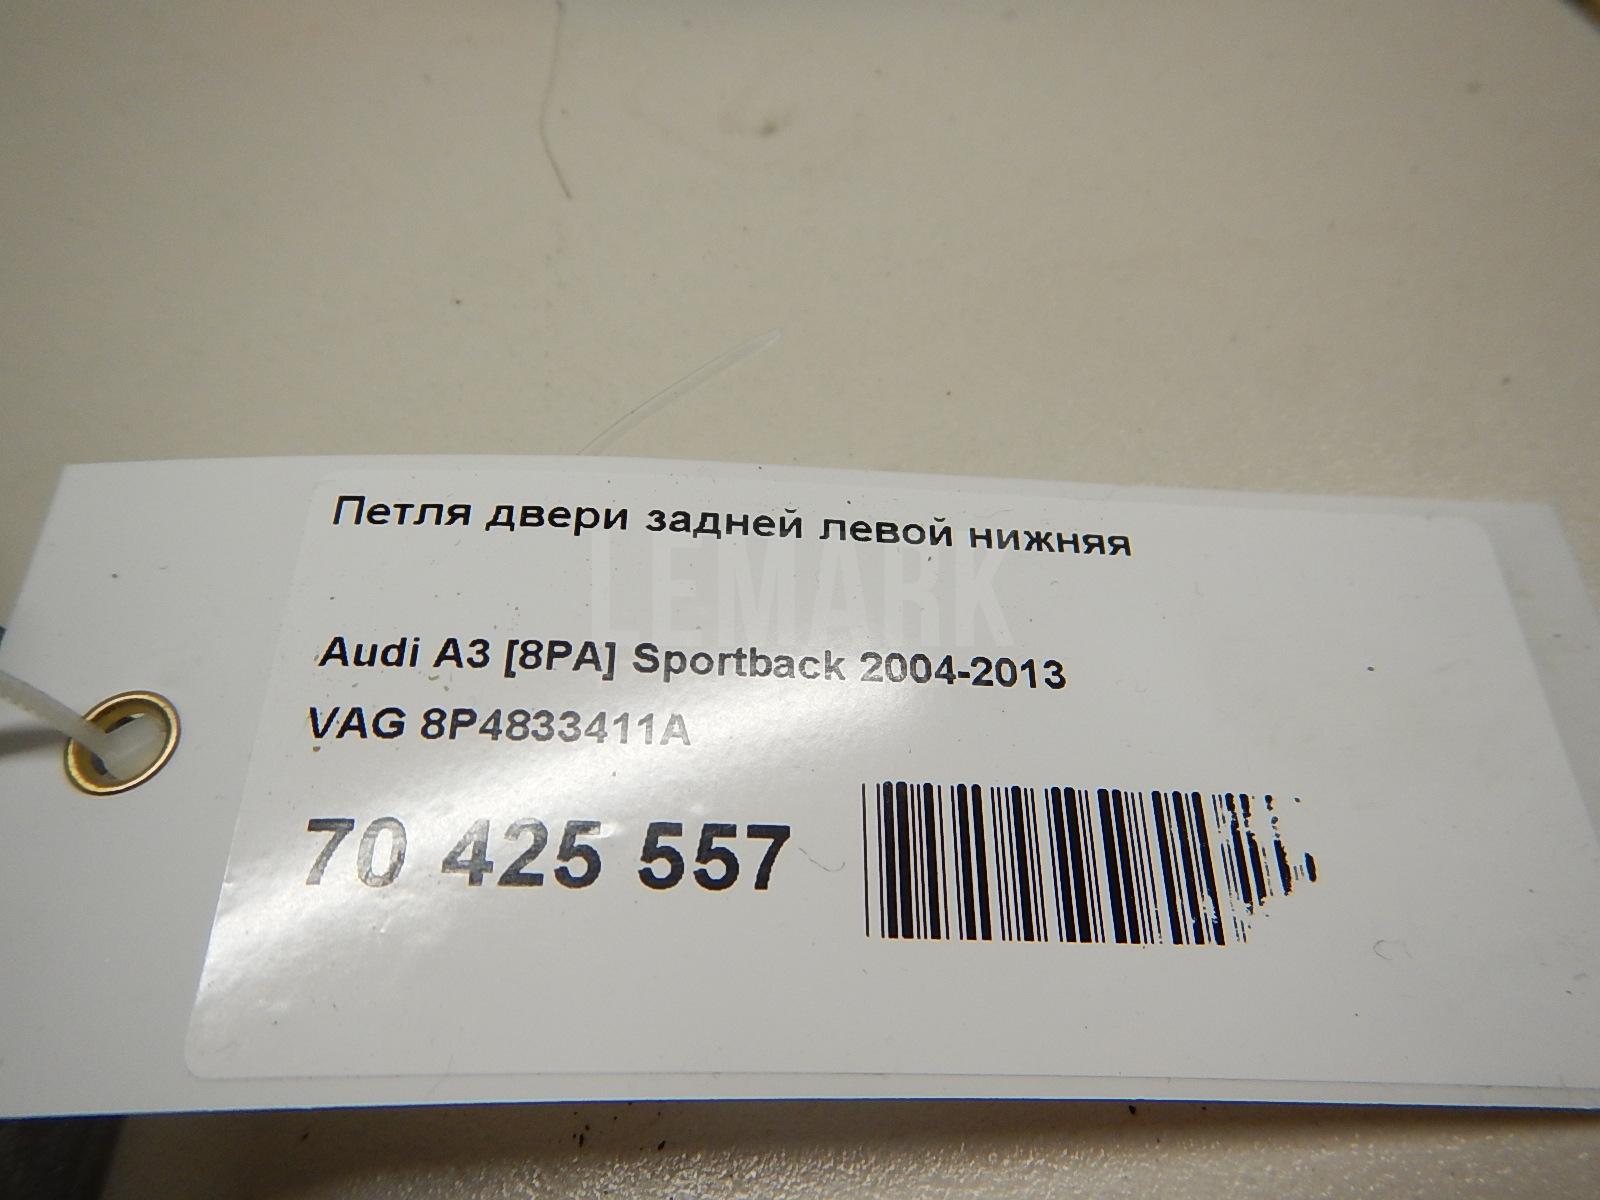 Петля двери задней левой нижняя
LEMARK
Audi A3 [8PA] Sportback 2004-2013
VAG 8P4833411A
70 425 557